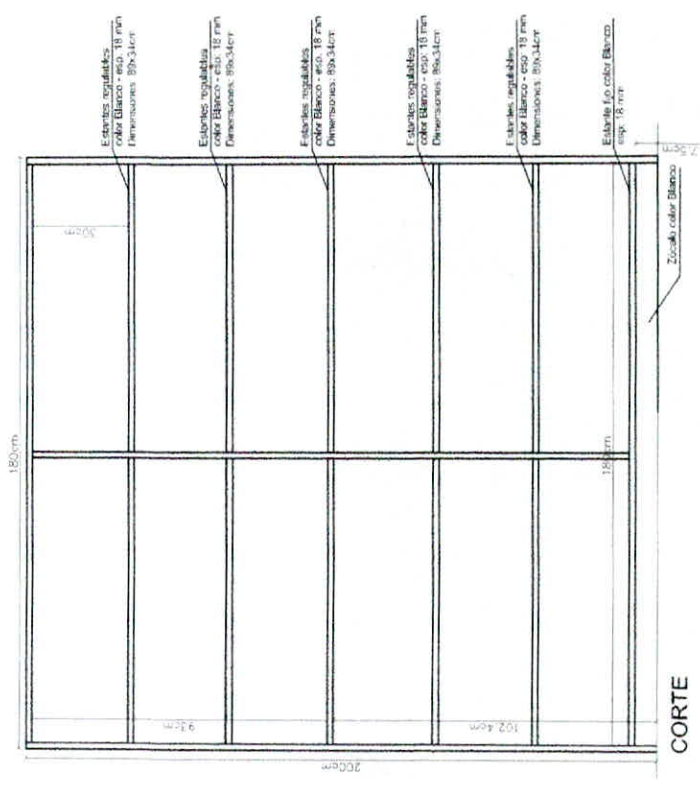 Estantes regulables
color Blanco - esp: 18 mm
Dimensiones: 89x34cm
Estantes regulables
color Blanco - esp: 18 mm
Dimensiones: 89x34cm
Estantes regulables
color Blanco - esp: 18 mm
Dimensiones: 89x34cm
Estantes regulables
color Blanco - esp: 18 mm
Dimensiones: 89x34cm
Estantes regulables
color Blanco - esp: 18 mm
Dimensiones: 89x34cm
Estante fijo color Blanco
esp: 18 mm
7.5cm
Zócalo color Blanco
30cm
180cm
180cm
93cm
102.4cm
200cm
CORTE